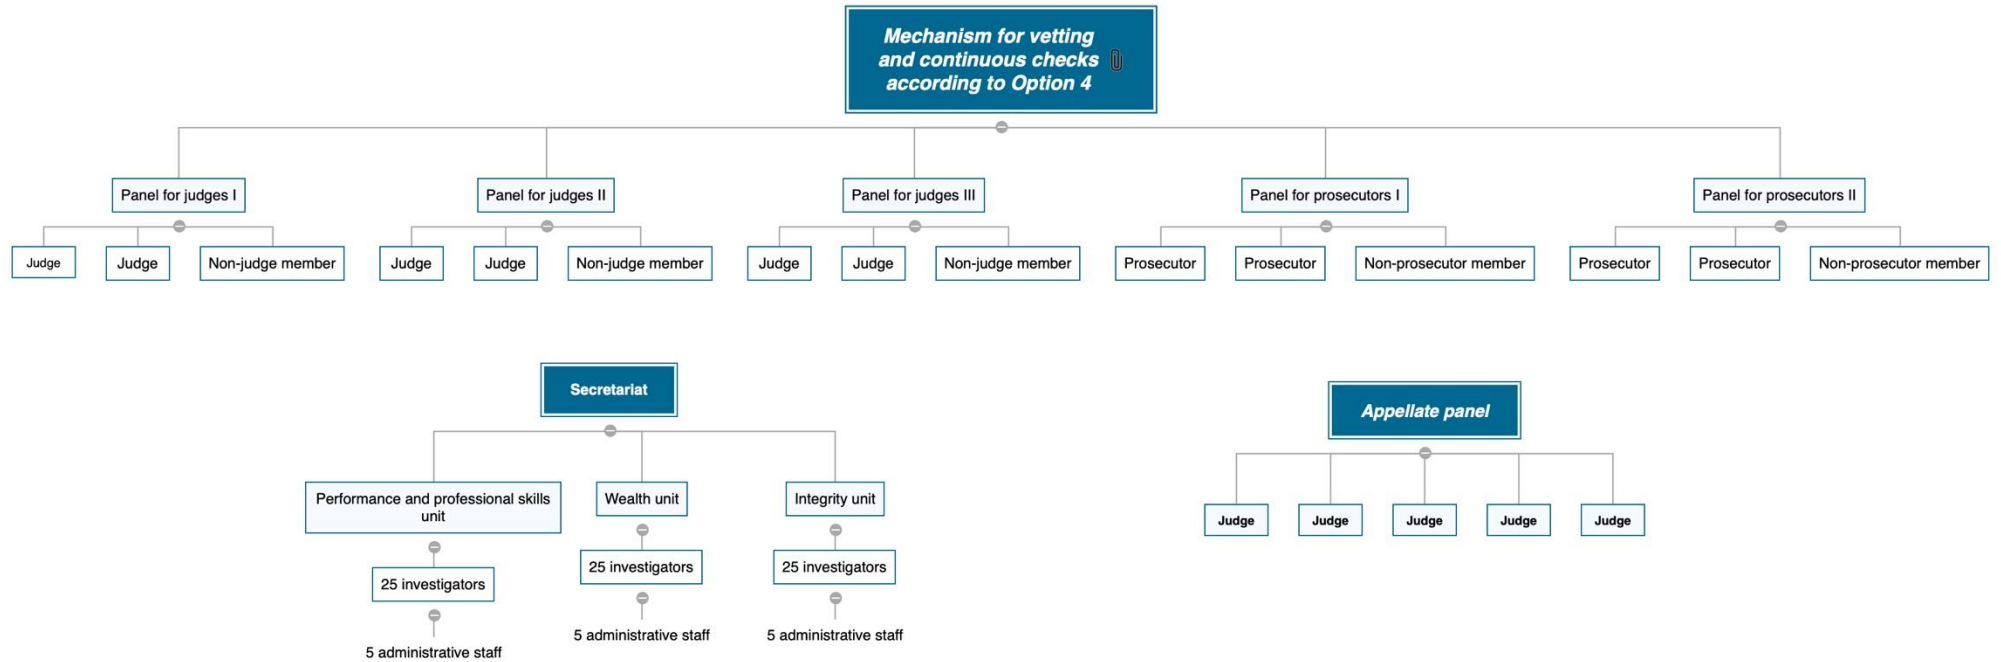 Mechanism for vetting
and continuous checks
according to Option 4
Panel for judges I
Panel for judges II
Panel for judges III
Panel for prosecutors I
Panel for prosecutors II
Judge
Judge
Non-judge member
Judge
Judge
Non-judge member
Judge
Judge
Non-judge member
Prosecutor
Prosecutor
Non-prosecutor member
Prosecutor
Prosecutor
Non-prosecutor member
Secretariat
Performance and professional skills
unit
Wealth unit
Integrity unit
25 investigators
25 investigators
25 investigators
5 administrative staff
5 administrative staff
5 administrative staff
Appellate panel
Judge
Judge
Judge
Judge
Judge